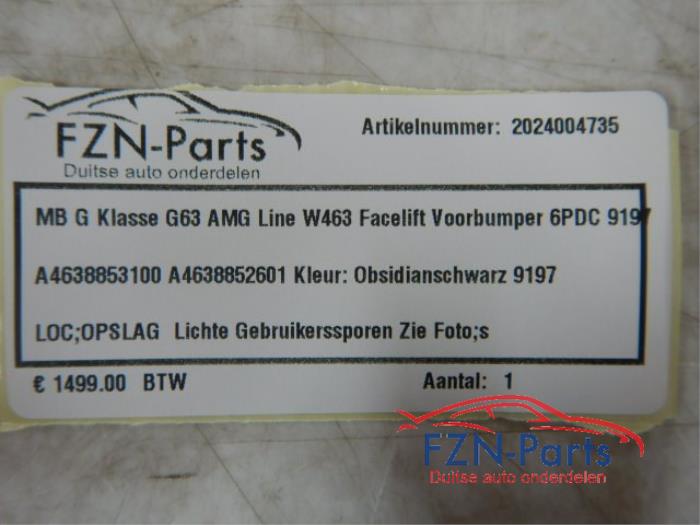 FZN-Parts
Duitse auto onderdelen
Artikelnummer: 2024004735
MB G Klasse G63 AMG Line W463 Facelift Voorbumper 6PDC 9197
A4638853100 A4638852601 Kleur: Obsidianschwarz 9197
LOC;OPSLAG Lichte Gebruikerssporen Zie Foto;s
€ 1499.00 BTW
Aantal: 1
FZN-Parts
Duitse auto onderdelen